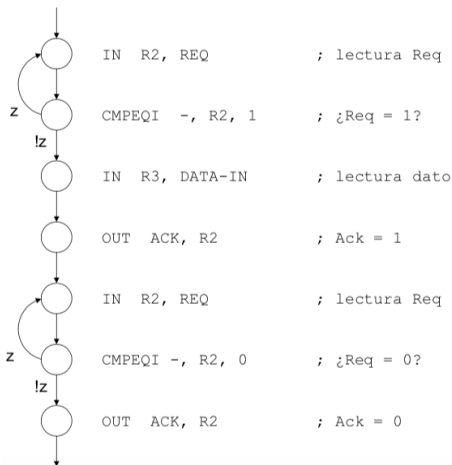 IN R2, REQ ; lectura Req
z
CMPEQI -, R2, 1 ; ¿Req = 1?
!z
IN R3, DATA-IN ; lectura dato
OUT ACK, R2 ; Ack = 1
IN R2, REQ ; lectura Req
z
CMPEQI -, R2, 0 ; ¿Req = 0?
!z
OUT ACK, R2 ; Ack = 0